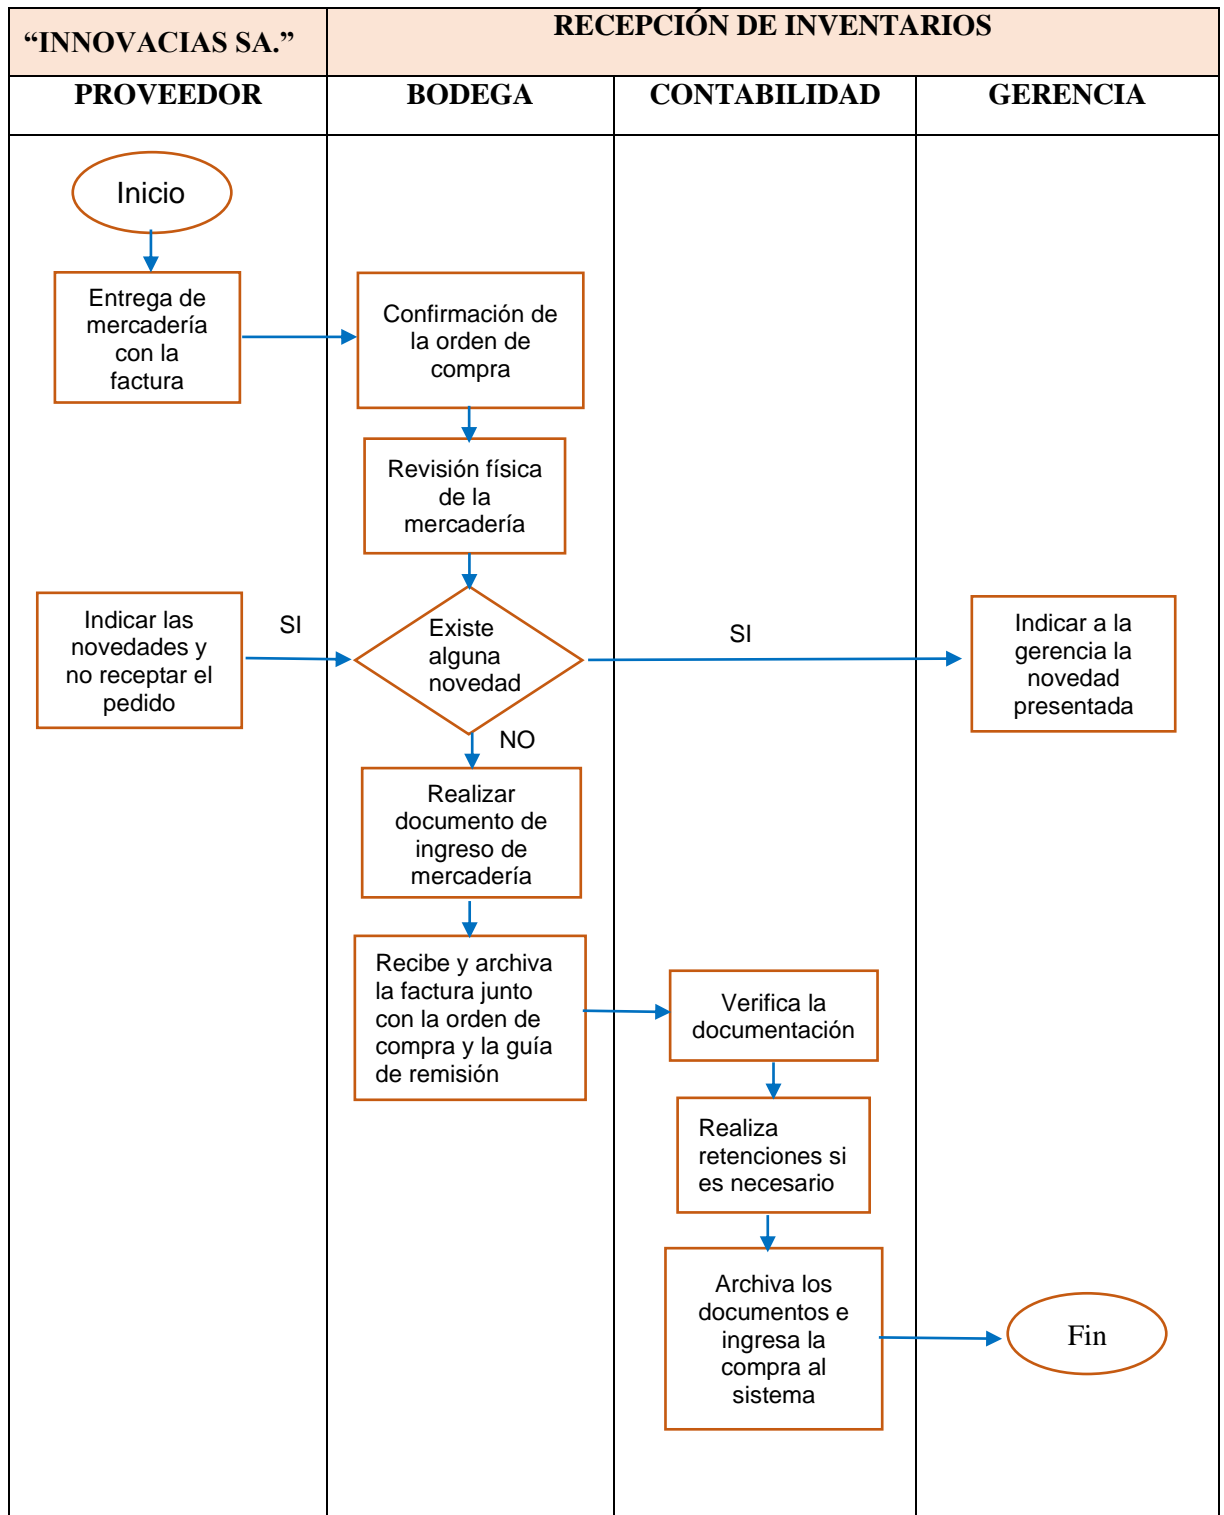 “INNOVACIAS SA.”
RECEPCIÓN DE INVENTARIOS
PROVEEDOR
BODEGA
CONTABILIDAD
GERENCIA
Inicio
Entrega de
mercadería
con la
factura
Confirmación de
la orden de
compra
Revisión física
de la
mercadería
Indicar las
novedades y
no receptar el
pedido
SI
Existe
alguna
novedad
SI
Indicar a la
gerencia la
novedad
presentada
NO
Realizar
documento de
ingreso de
mercadería
Recibe y archiva
la factura junto
con la orden de
compra y la guía
de remisión
Verifica la
documentación
Realiza
retenciones si
es necesario
Archiva los
documentos e
ingresa la
compra al
sistema
Fin